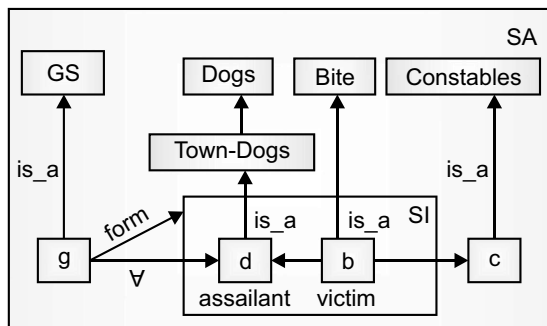 SA
GS
Dogs
Bite
Constables
Town-Dogs
is_a
is_a
is_a
is_a
SI
form
g
d
b
c
∀
assailant
victim